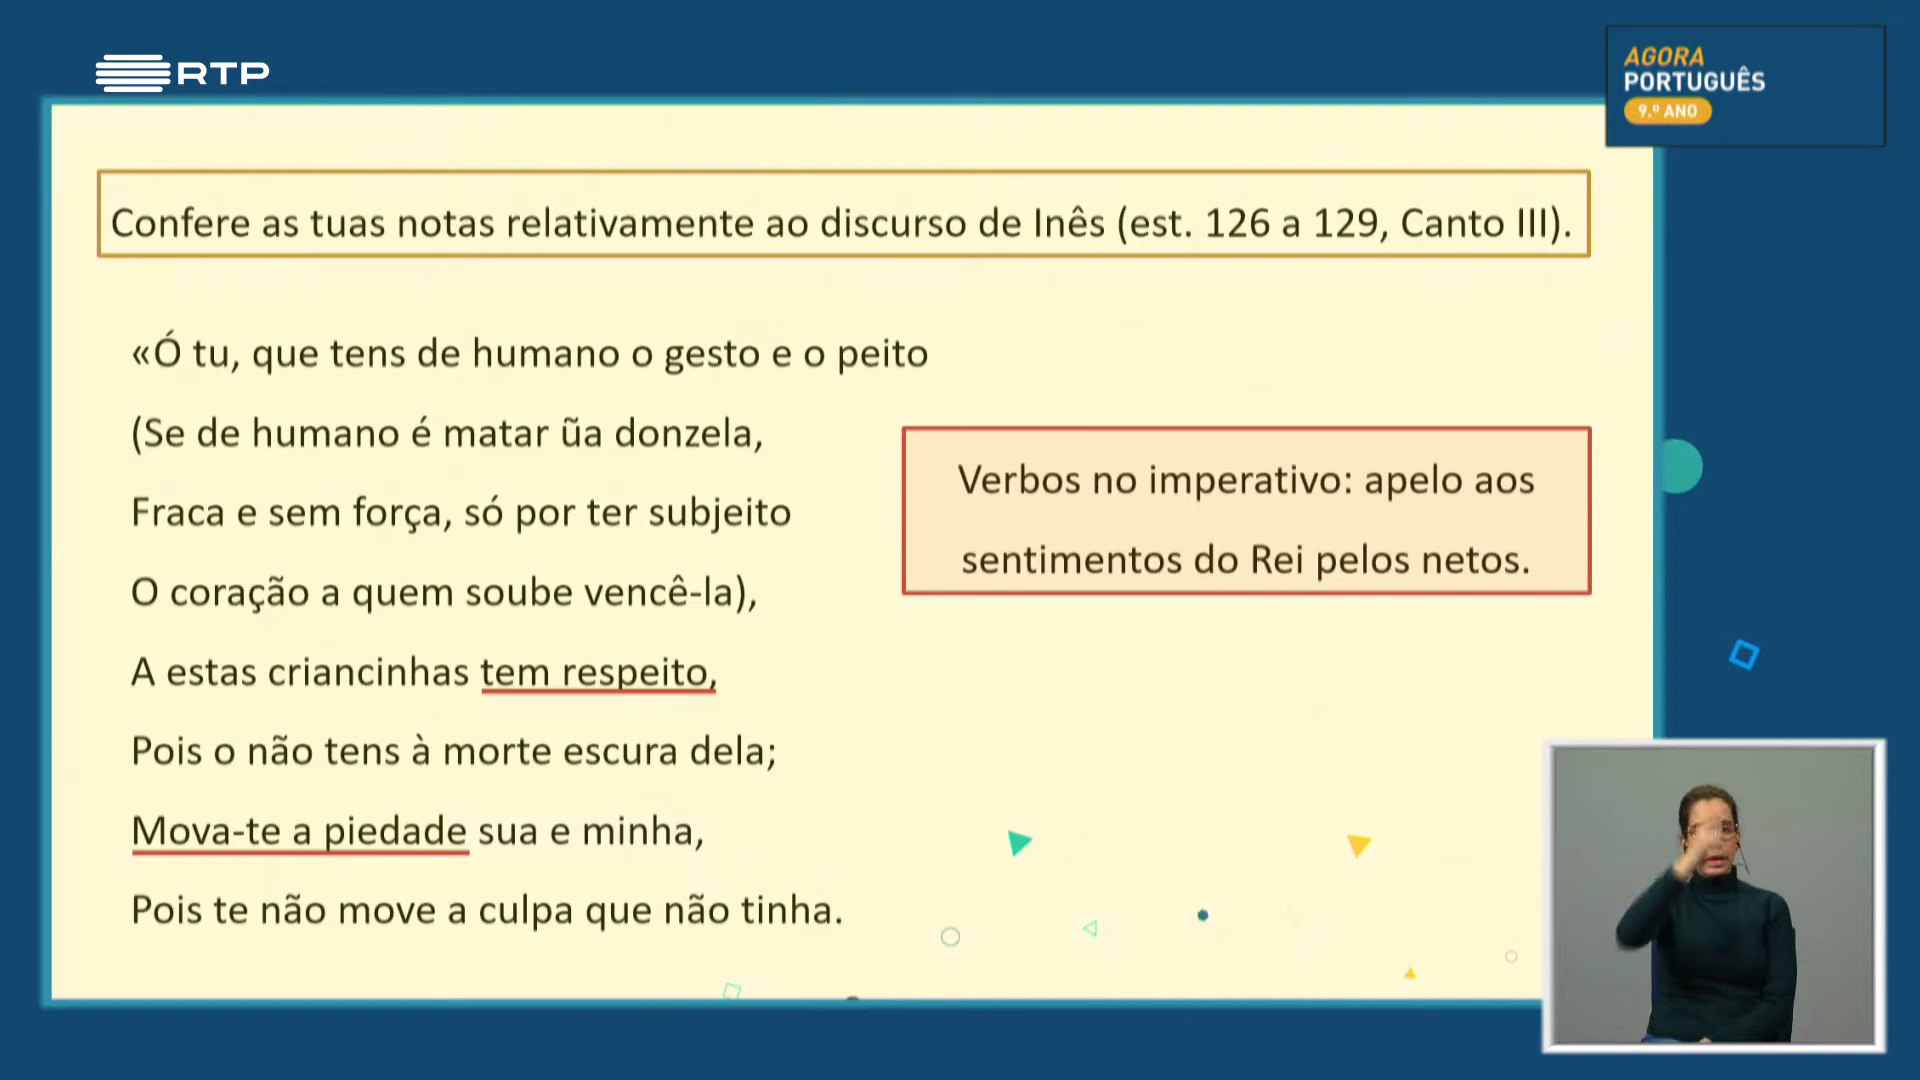 RTP
AGORA
PORTUGUÊS
9.º ANO
Confere as tuas notas relativamente ao discurso de Inês (est. 126 a 129, Canto III).
«Ó tu, que tens de humano o gesto e o peito
(Se de humano é matar ũa donzela,
Fraca e sem força, só por ter subjeito
O coração a quem soube vencê-la),
A estas criancinhas tem respeito,
Pois o não tens à morte escura dela;
Mova-te a piedade sua e minha,
Pois te não move a culpa que não tinha.
Verbos no imperativo: apelo aos
sentimentos do Rei pelos netos.